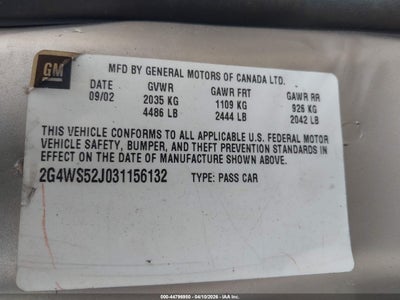 GM
MFD BY GENERAL MOTORS OF CANADA LTD.
DATE GVWR GAWR FRT GAWR RR
09/02 2035 KG 1109 KG 926 KG
4486 LB 2444 LB 2042 LB
THIS VEHICLE CONFORMS TO ALL APPLICABLE U.S. FEDERAL MOTOR
VEHICLE SAFETY, BUMPER, AND THEFT PREVENTION STANDARDS IN
EFFECT ON THE DATE OF MANUFACTURE SHOWN ABOVE.
2G4WS52J031156132 TYPE: PASS CAR
000-44796950 - 04/10/2026 - IAA Inc.